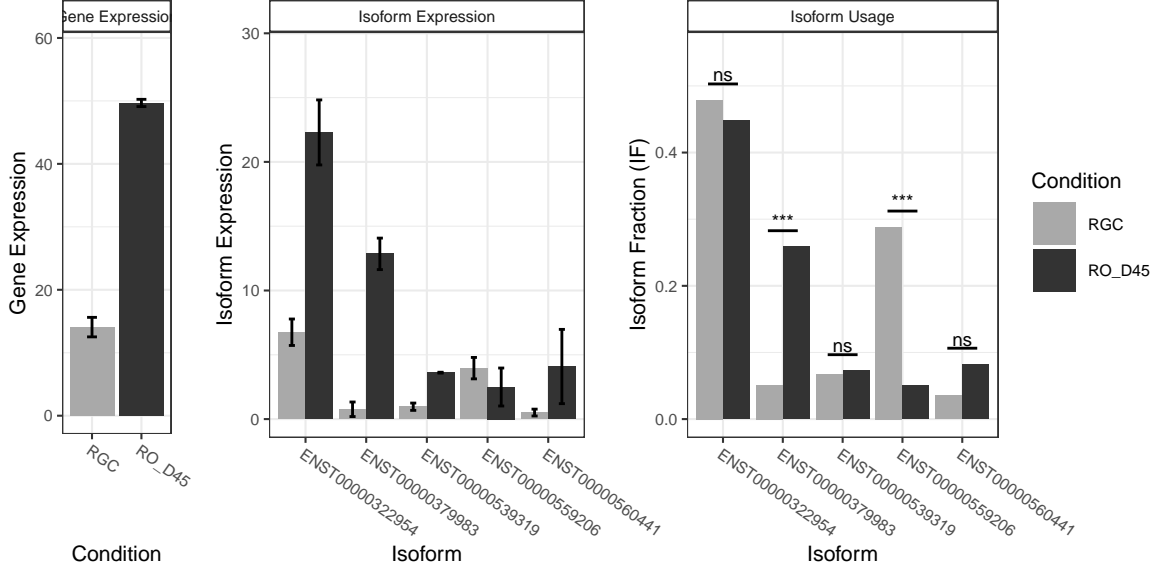 Gene Expression
Isoform Expression
Isoform Usage
Gene Expression
60
40
20
0
RGC
RO_D45
Condition
Isoform Expression
30
20
10
0
ENST00000322954
ENST00000379983
ENST00000539319
ENST00000559206
ENST00000560441
Isoform
Isoform Fraction (IF)
0.4
0.2
0.0
ns
***
ns
***
ns
ENST00000322954
ENST00000379983
ENST00000539319
ENST00000559206
ENST00000560441
Isoform
Condition
RGC
RO_D45